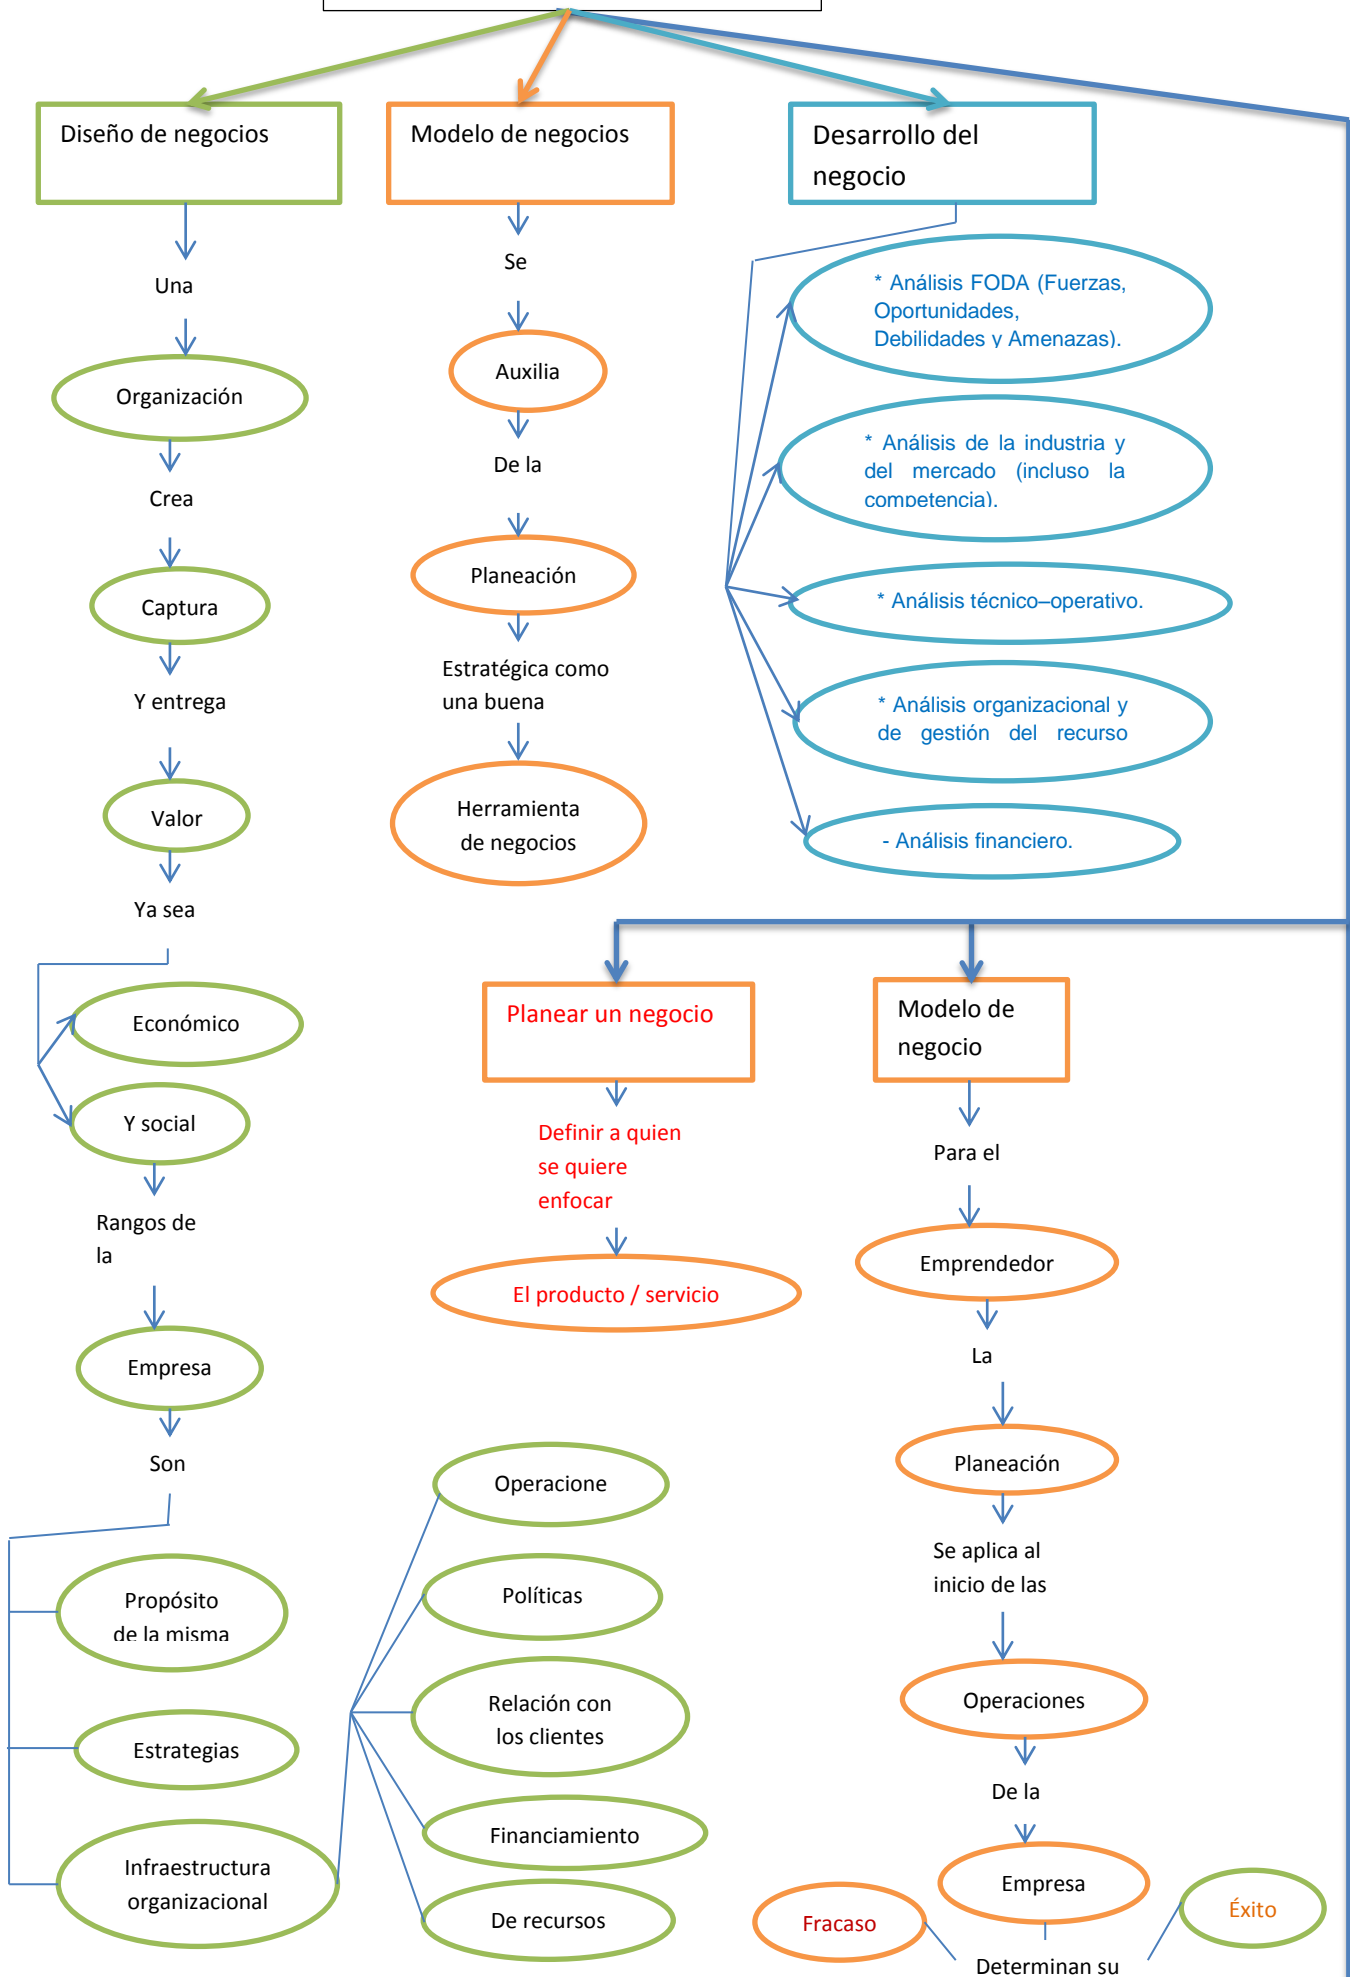 Diseño de negocios
Una
Organización
Crea
Captura
Y entrega
Valor
Ya sea
Económico
Y social
Rangos de
la
Empresa
Son
Propósito
de la misma
Estrategias
Infraestructura
organizacional
Operacione
Políticas
Relación con
los clientes
Financiamiento
De recursos
Modelo de negocios
Se
Auxilia
De la
Planeación
Estratégica como
una buena
Herramienta
de negocios
Desarrollo del
negocio
* Análisis FODA (Fuerzas,
Oportunidades,
Debilidades y Amenazas).
* Análisis de la industria y
del mercado (incluso la
competencia).
* Análisis técnico–operativo.
* Análisis organizacional y
de gestión del recurso
- Análisis financiero.
Planear un negocio
Definir a quien
se quiere
enfocar
El producto / servicio
Modelo de
negocio
Para el
Emprendedor
La
Planeación
Se aplica al
inicio de las
Operaciones
De la
Empresa
Determinan su
Fracaso
Éxito